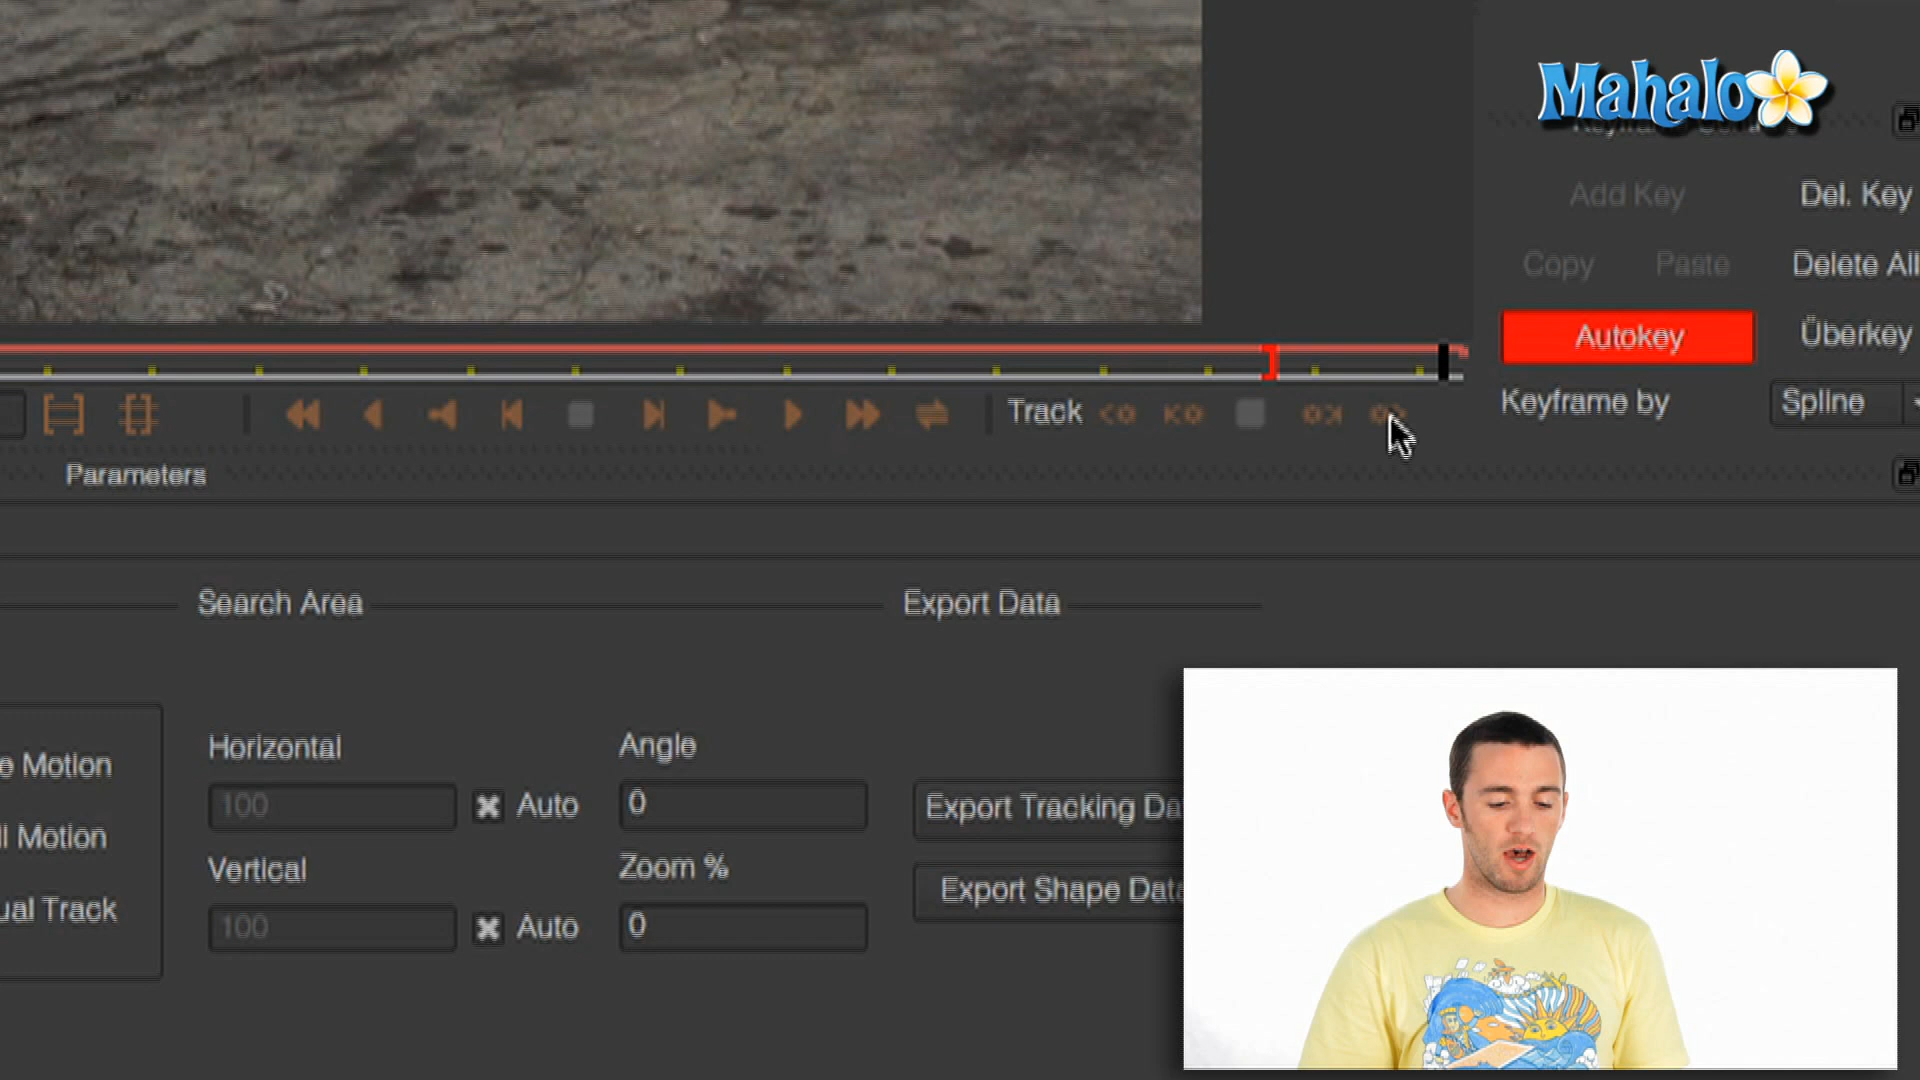 Mahalo
Add Key Del. Key
Copy Paste Delete All
Autokey Überkey
Keyframe by Spline
Track
Parameters
Search Area Export Data
Horizontal Angle
e Motion
100 Auto 0 Export Tracking Da
ll Motion
Vertical Zoom %
Export Shape Data
ual Track
100 Auto 0